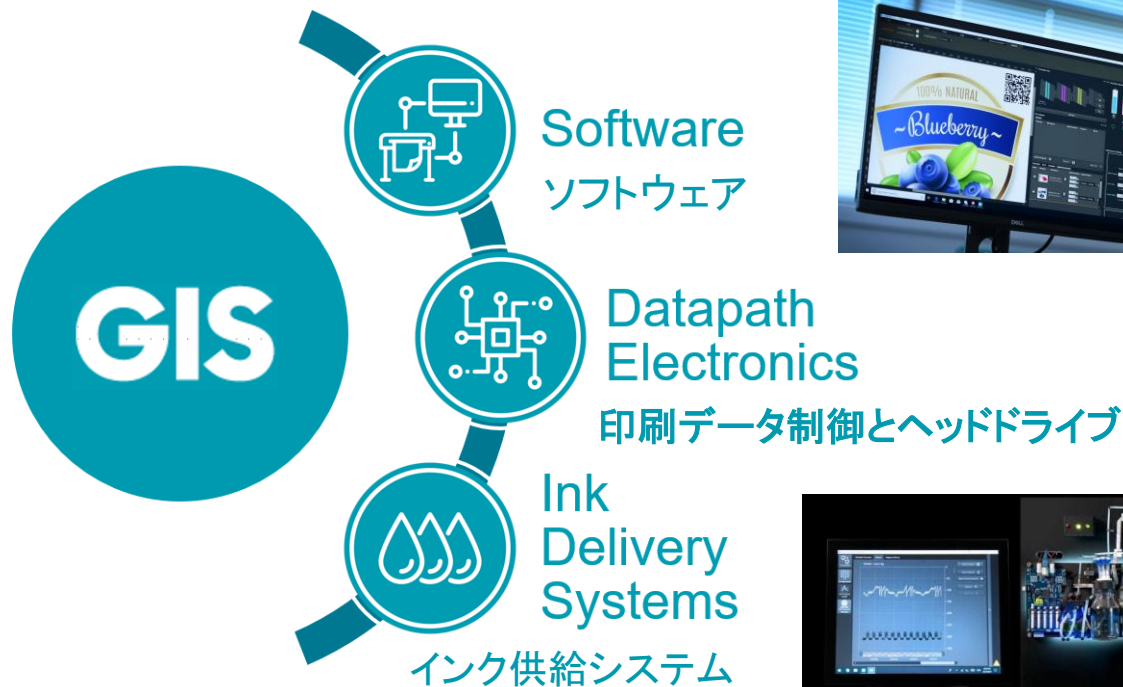 GIS
Software
ソフトウェア
Datapath
Electronics
印刷データ制御とヘッドドライブ
Ink
Delivery
Systems
インク供給システム
100% NATURAL
~Blueberry~
DELL